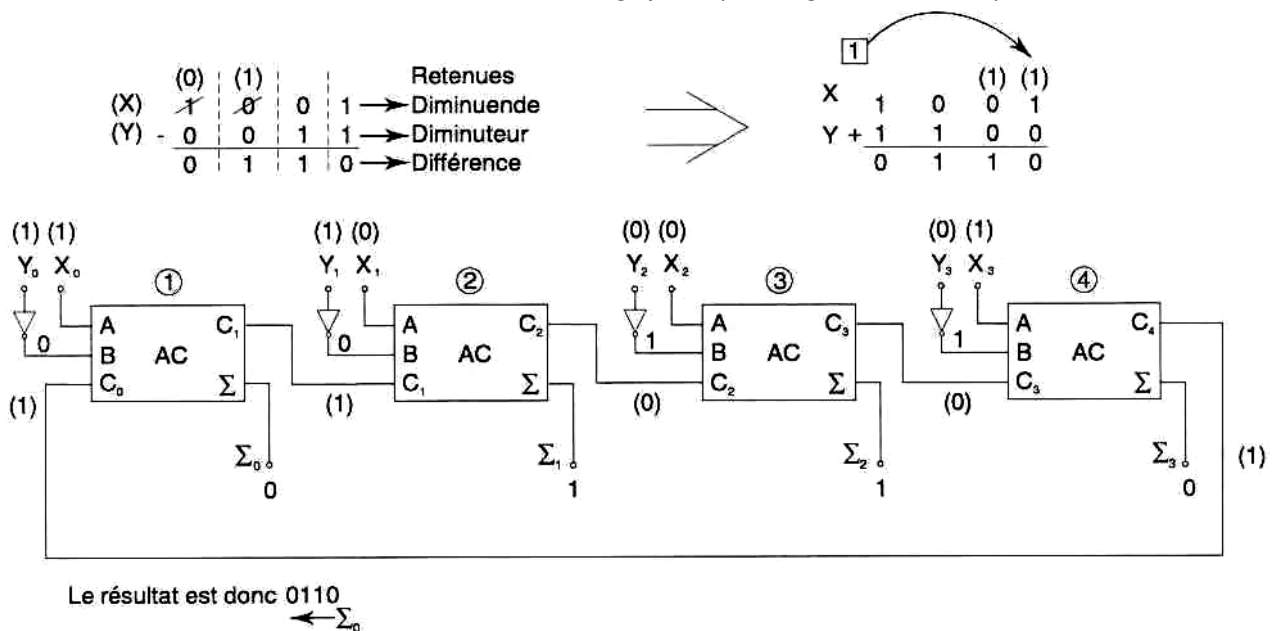 1
(0) (1) Retenues
(X) 1 0 0 1 Diminuende
(Y) - 0 0 1 1 Diminuteur
0 1 1 0 Différence
(1) (1)
X 1 0 0 1
Y + 1 1 0 0
0 1 1 0
(1) (1) (1) (0) (0) (0) (0) (1)
Y₀ X₀ Y₁ X₁ Y₂ X₂ Y₃ X₃
① ② ③ ④
A C₁ A C₂ A C₃ A C₄
0 B AC 0 B AC 1 B AC 1 B AC
C₀ Σ C₁ Σ C₂ Σ C₃ Σ
(1) (1) (0) (0)
Σ₀ Σ₁ Σ₂ Σ₃ (1)
0 1 1 0
Le résultat est donc 0110
Σ₀